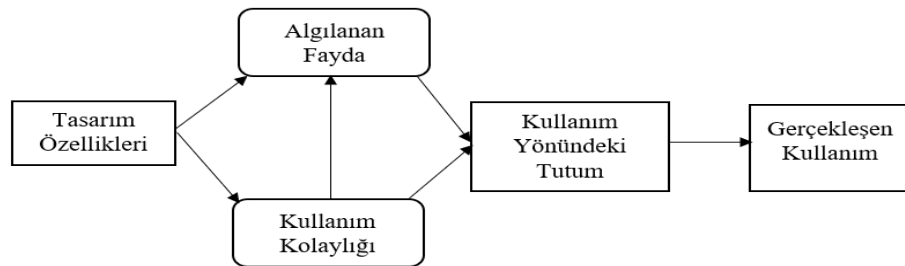 Algılanan
Fayda
Tasarım
Özellikleri
Kullanım
Yönündeki
Tutum
Gerçekleşen
Kullanım
Kullanım
Kolaylığı